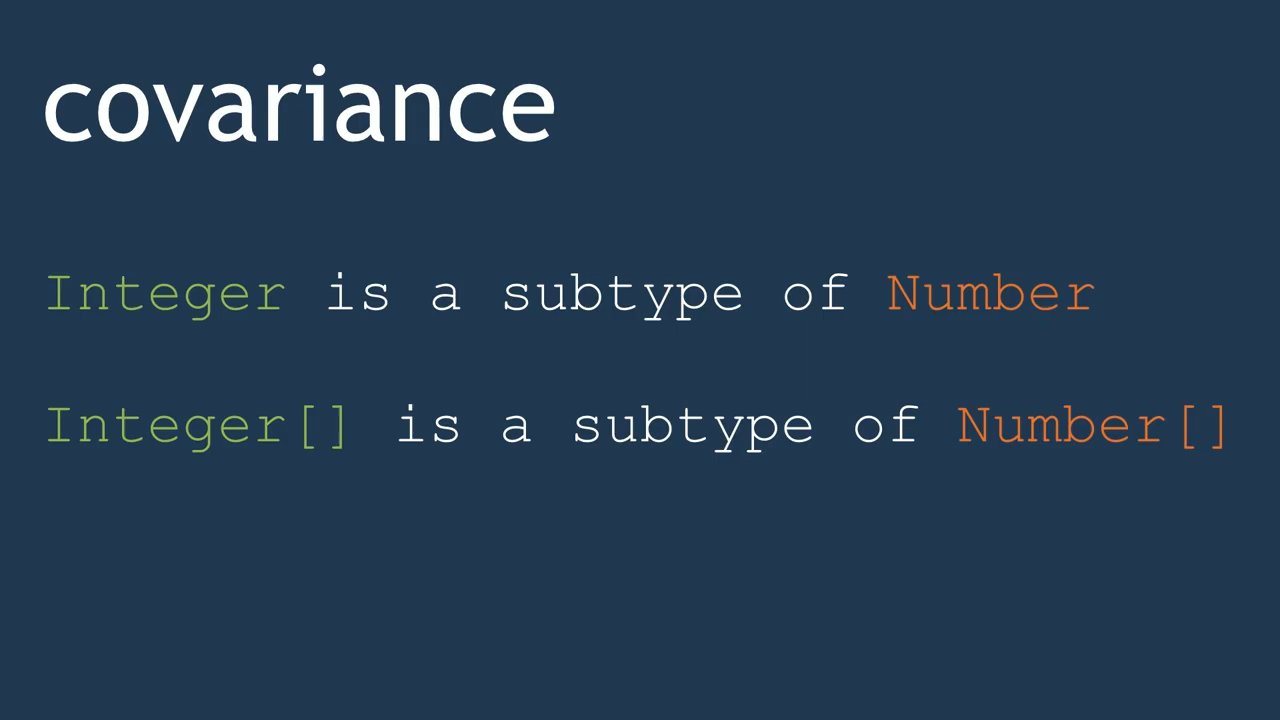 covariance
Integer is a subtype of Number
Integer[] is a subtype of Number[]